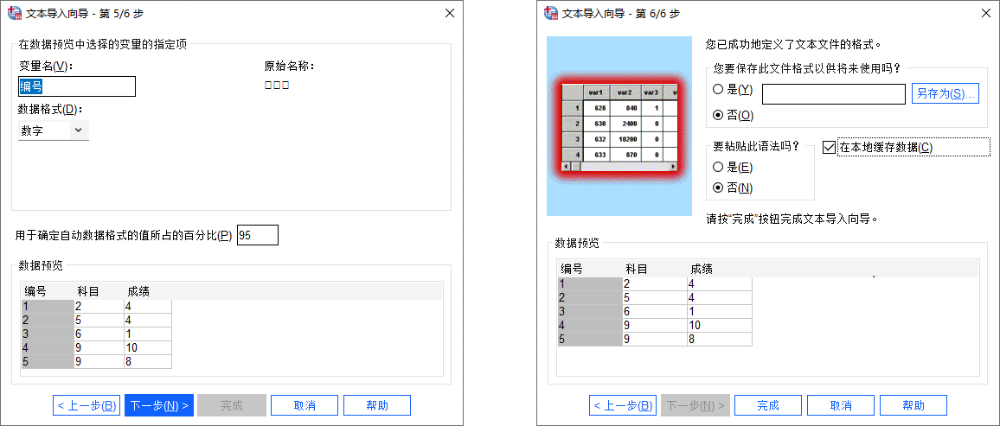 文本导入向导 - 第 5/6 步
在数据预览中选择的变量的指定项
变量名(V):
原始名称:
编号
□□□
数据格式(D):
数字
用于确定自动数据格式的值所占的百分比(P) 95
数据预览
编号 科目 成绩
1 2 4
2 5 4
3 6 1
4 9 10
5 9 8
< 上一步(B) 下一步(N) > 完成 取消 帮助
文本导入向导 - 第 6/6 步
var1 var2 var3 v
1 628 840 1
2 630 2400 0
3 632 10200 0
4 633 870 0
您已成功地定义了文本文件的格式。
您要保存此文件格式以供将来使用吗?
是(Y) 另存为(S)...
否(O)
要粘贴此语法吗?
是(E)
否(N)
在本地缓存数据(C)
请按“完成”按钮完成文本导入向导。
数据预览
编号 科目 成绩
1 2 4
2 5 4
3 6 1
4 9 10
5 9 8
< 上一步(B) 下一步(N) > 完成 取消 帮助